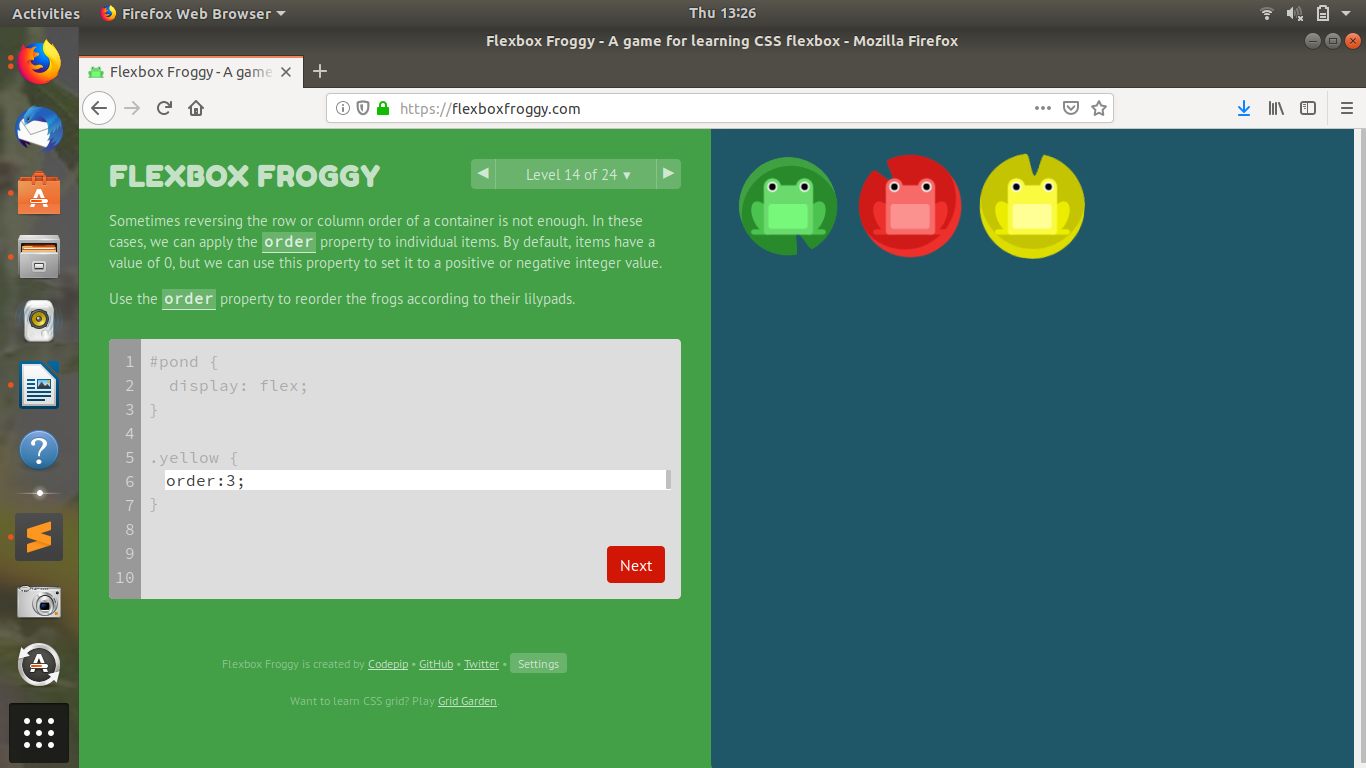 Activities Firefox Web Browser Thu 13:26
Flexbox Froggy - A game for learning CSS flexbox - Mozilla Firefox
Flexbox Froggy - A game
https://flexboxfroggy.com
FLEXBOX FROGGY
Level 14 of 24
Sometimes reversing the row or column order of a container is not enough. In these
cases, we can apply the order property to individual items. By default, items have a
value of 0, but we can use this property to set it to a positive or negative integer value.
Use the order property to reorder the frogs according to their lilypads.
1 #pond {
2 display: flex;
3 }
4
5 .yellow {
6 order:3;
7 }
8
9
10
Next
Flexbox Froggy is created by Codepip • GitHub • Twitter • Settings
Want to learn CSS grid? Play Grid Garden.